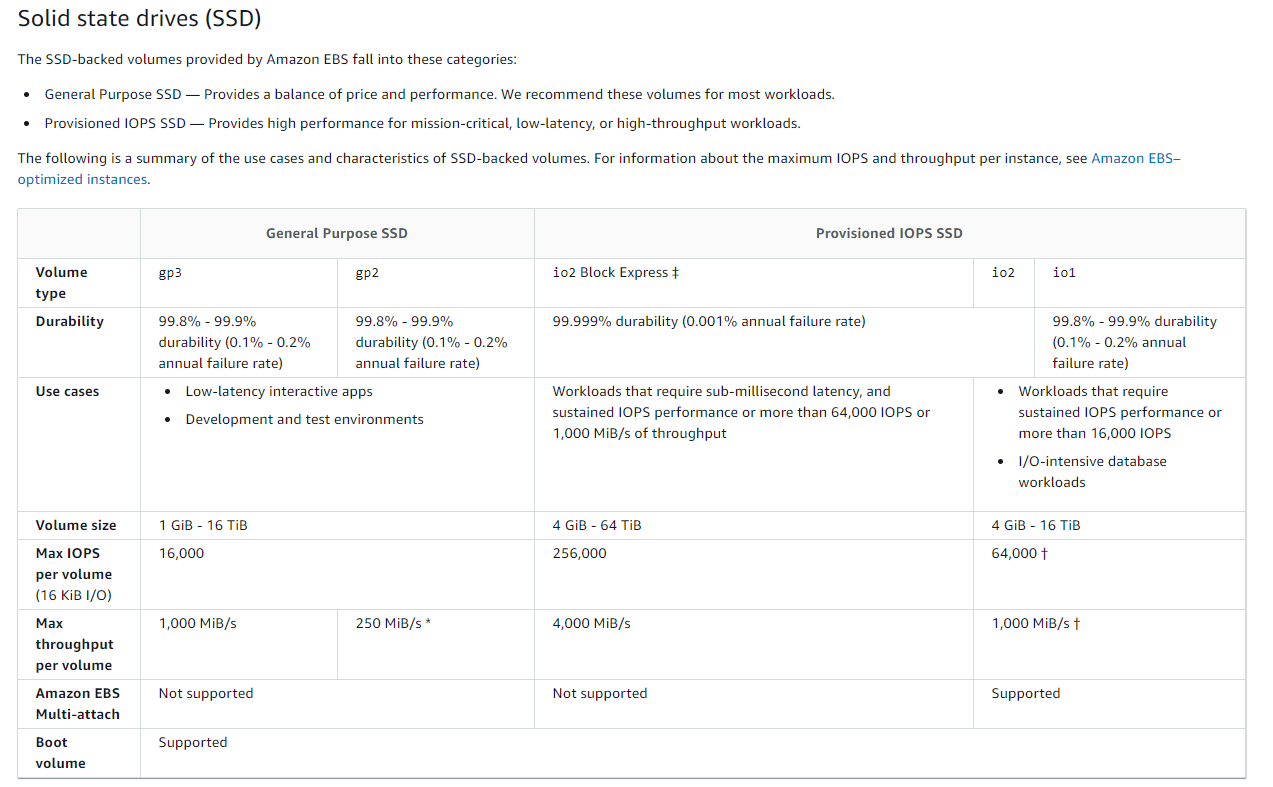 Solid state drives (SSD)
The SSD-backed volumes provided by Amazon EBS fall into these categories:
• General Purpose SSD — Provides a balance of price and performance. We recommend these volumes for most workloads.
• Provisioned IOPS SSD — Provides high performance for mission-critical, low-latency, or high-throughput workloads.
The following is a summary of the use cases and characteristics of SSD-backed volumes. For information about the maximum IOPS and throughput per instance, see Amazon EBS–
optimized instances.
General Purpose SSD
Provisioned IOPS SSD
Volume
type
gp3
gp2
io2 Block Express ‡
io2
io1
Durability
99.8% - 99.9%
durability (0.1% - 0.2%
annual failure rate)
99.8% - 99.9%
durability (0.1% - 0.2%
annual failure rate)
99.999% durability (0.001% annual failure rate)
99.8% - 99.9% durability
(0.1% - 0.2% annual
failure rate)
Use cases
• Low-latency interactive apps
• Development and test environments
Workloads that require sub-millisecond latency, and
sustained IOPS performance or more than 64,000 IOPS or
1,000 MiB/s of throughput
• Workloads that require
sustained IOPS performance or
more than 16,000 IOPS
• I/O-intensive database
workloads
Volume size
1 GiB - 16 TiB
4 GiB - 64 TiB
4 GiB - 16 TiB
Max IOPS
per volume
(16 KiB I/O)
16,000
256,000
64,000 †
Max
throughput
per volume
1,000 MiB/s
250 MiB/s *
4,000 MiB/s
1,000 MiB/s †
Amazon EBS
Multi-attach
Not supported
Not supported
Supported
Boot
volume
Supported